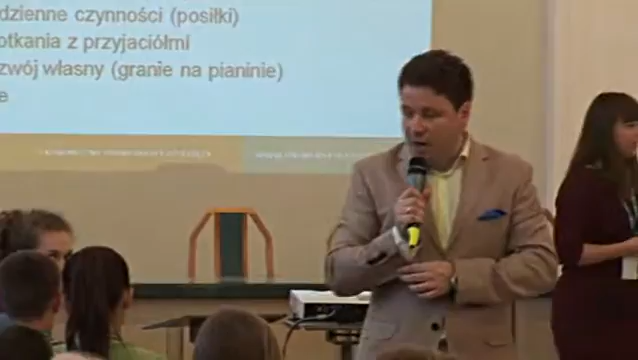 dzienne czynności (posiłki)
otkania z przyjaciółmi
zwój własny (granie na pianinie)
e